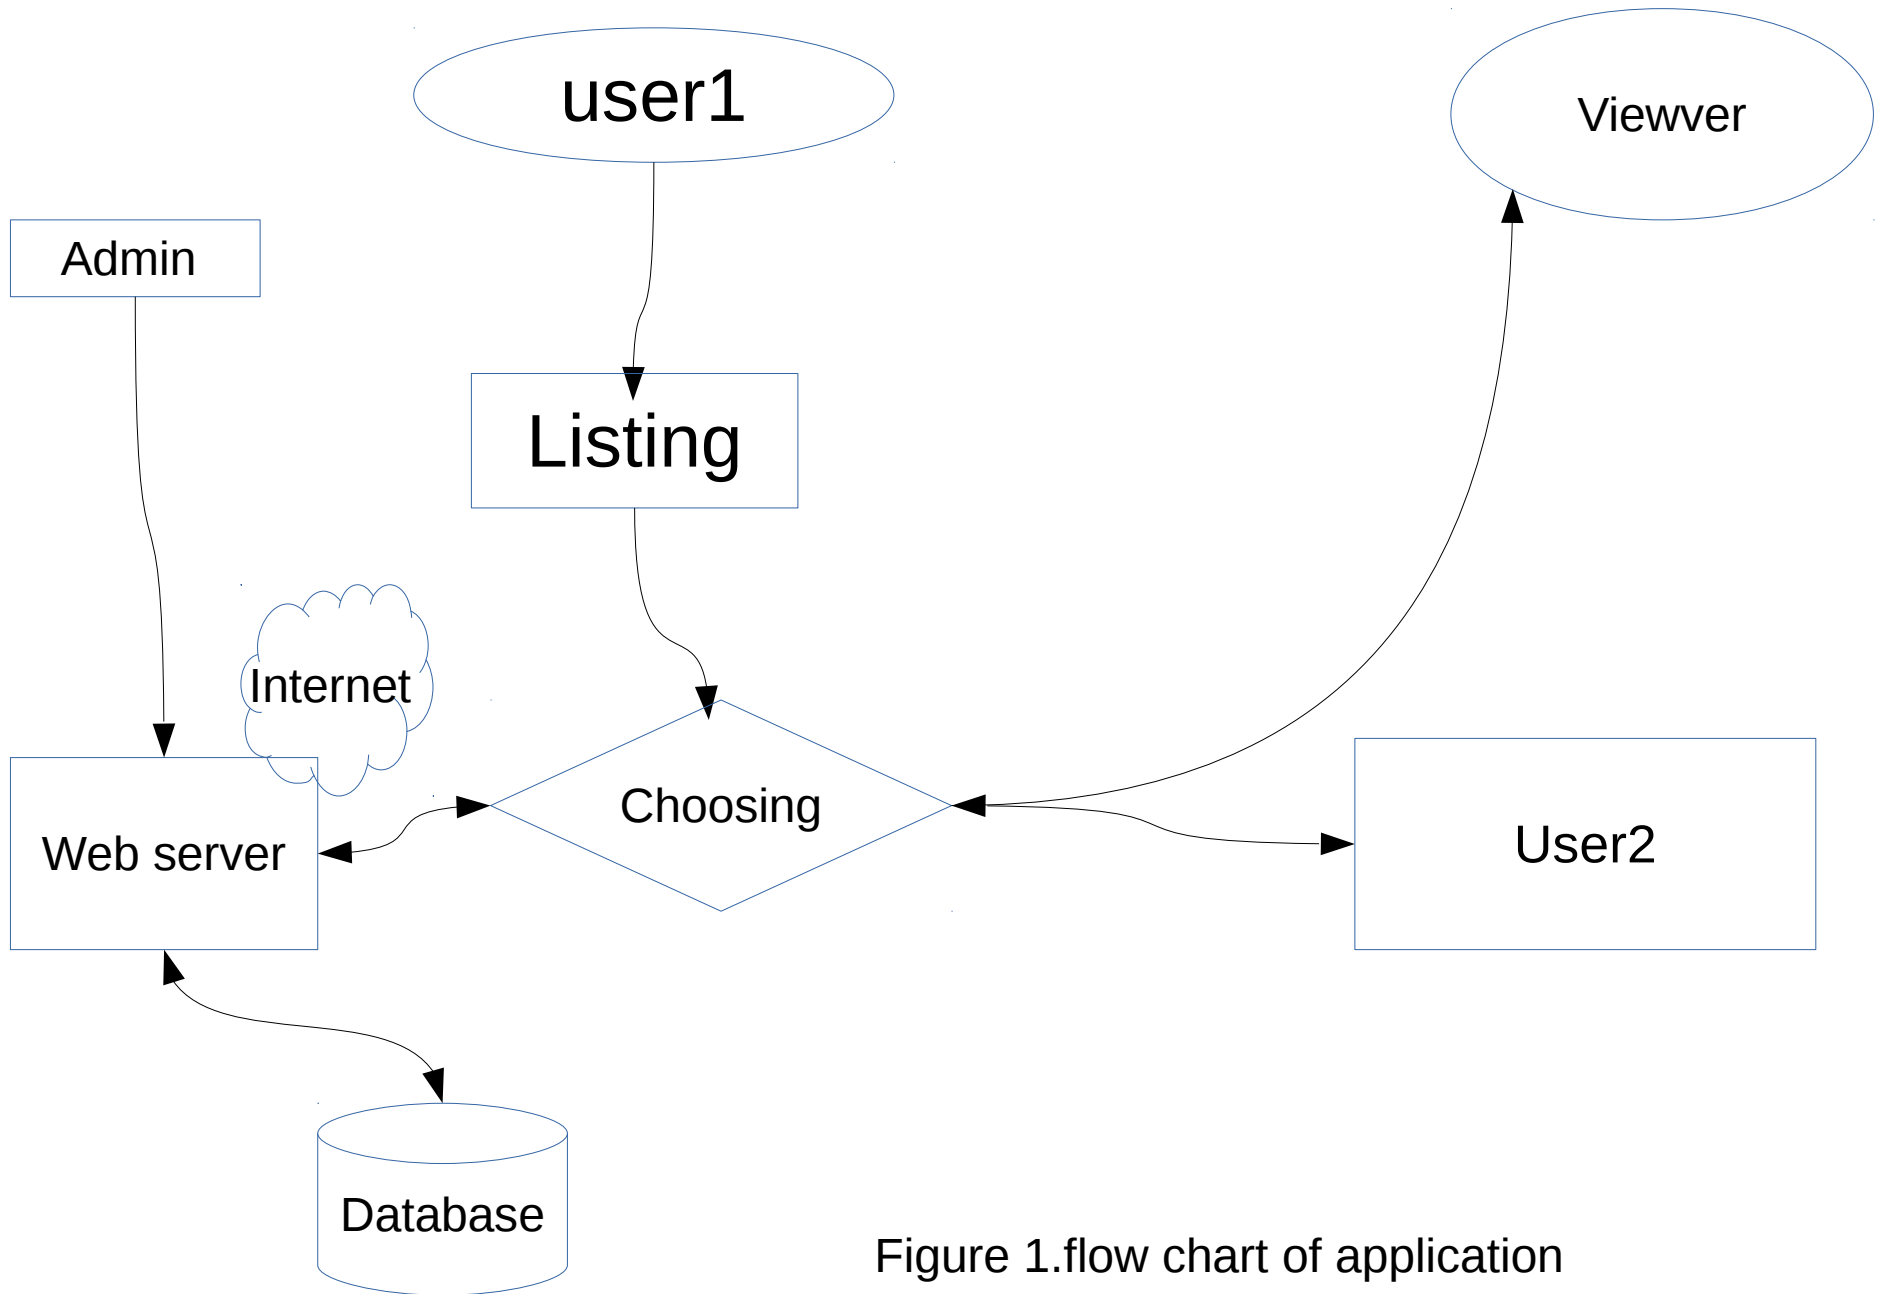 user1
Viewver
Admin
Listing
Internet
Choosing
Web server
User2
Database
Figure 1.flow chart of application